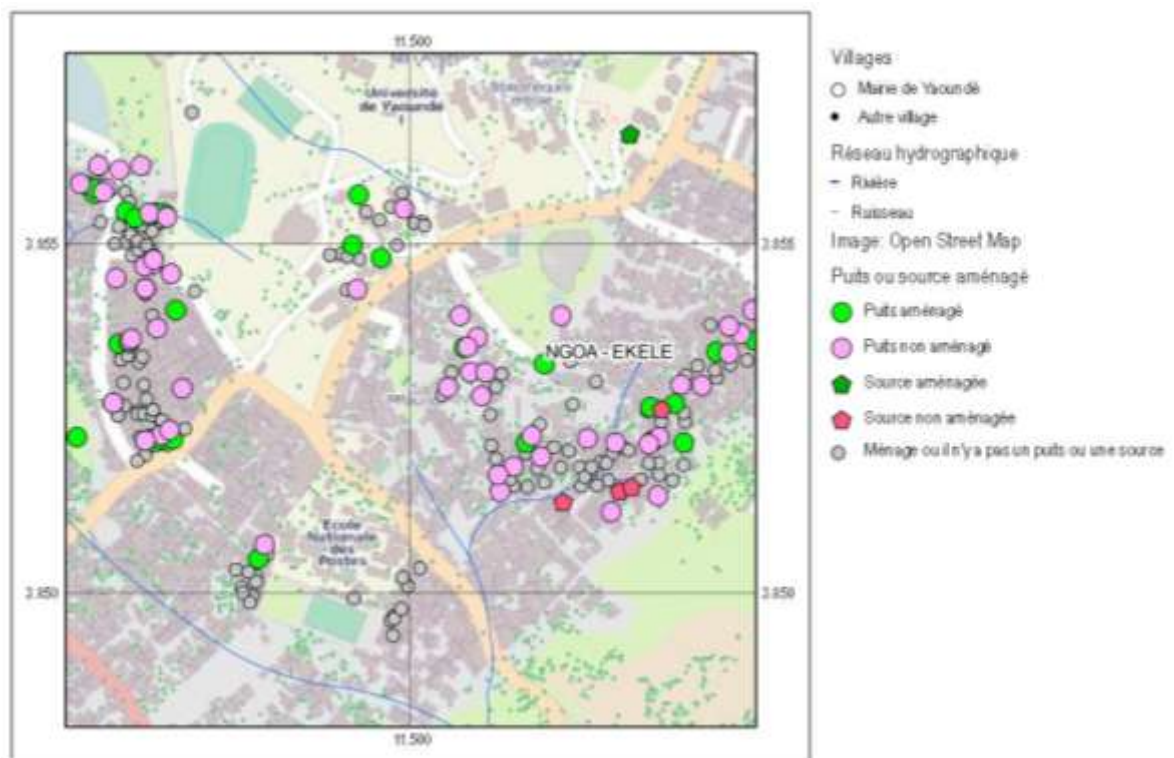 11.500
Université
de Yaounde
I
3.855
3.855
NGOA - EKELE
Ecole
Nationale
des
Postes
3.850
3.850
11.500
Villages
Mairie de Yaoundé
Autre village
Réseau hydrographique
Rivière
Ruisseau
Image: Open Street Map
Puits ou source aménagé
Puits aménagé
Puits non aménagé
Source aménagée
Source non aménagée
Ménage ou il n'y a pas un puits ou une source